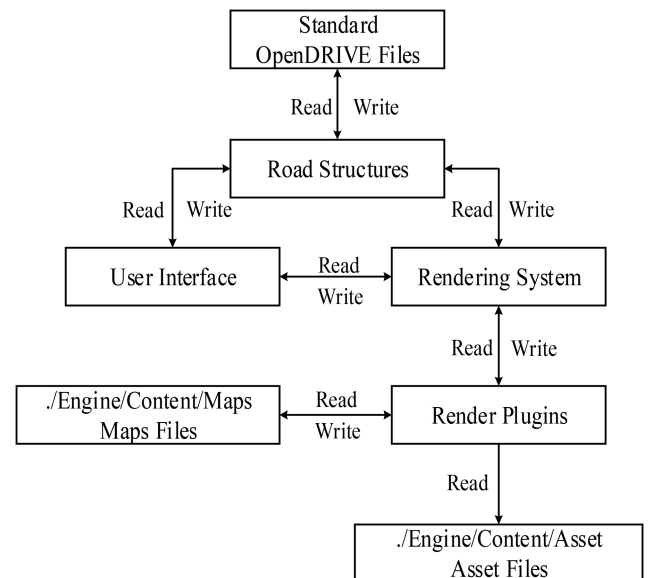 Standard
OpenDRIVE Files
Read Write
Road Structures
Read Write
Read Write
User Interface
Read
Write
Rendering System
Read Write
./Engine/Content/Maps
Maps Files
Read
Write
Render Plugins
Read
./Engine/Content/Asset
Asset Files